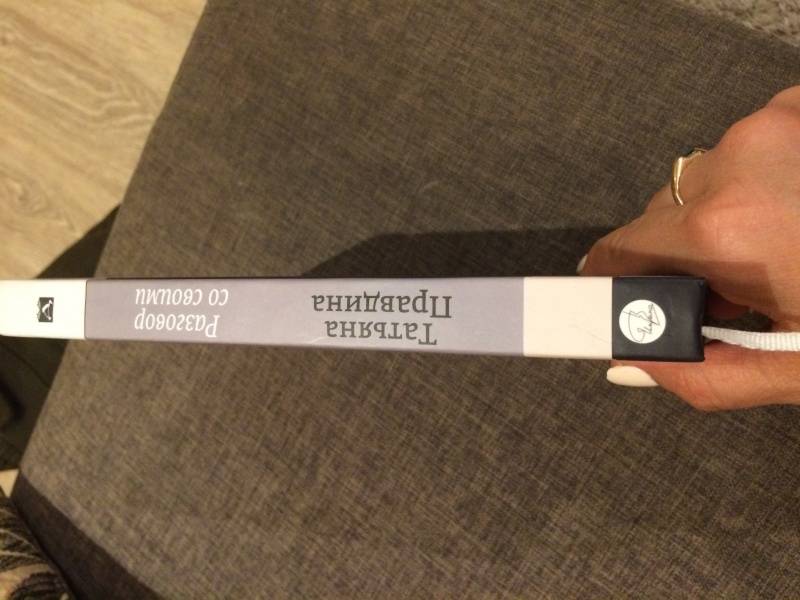 Татьяна
Правдина
Разговор
со своими